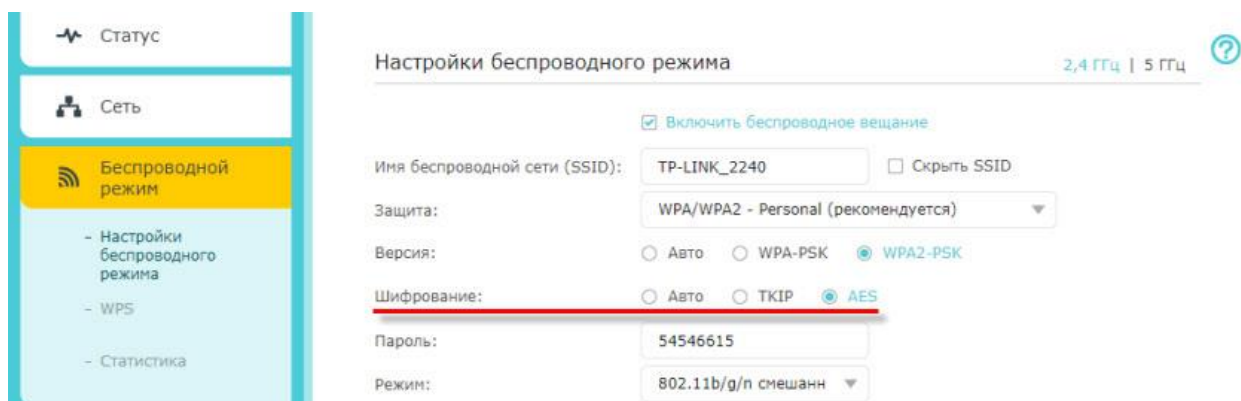 Статус
Сеть
Беспроводной
режим
- Настройки
беспроводного
режима
- WPS
- Статистика
Настройки беспроводного режима
2,4 ГГц | 5 ГГц
?
Включить беспроводное вещание
Имя беспроводной сети (SSID): TP-LINK_2240 Скрыть SSID
Защита: WPA/WPA2 - Personal (рекомендуется)
Версия: Авто WPA-PSK WPA2-PSK
Шифрование: Авто TKIP AES
Пароль: 54546615
Режим: 802.11b/g/n смешанн